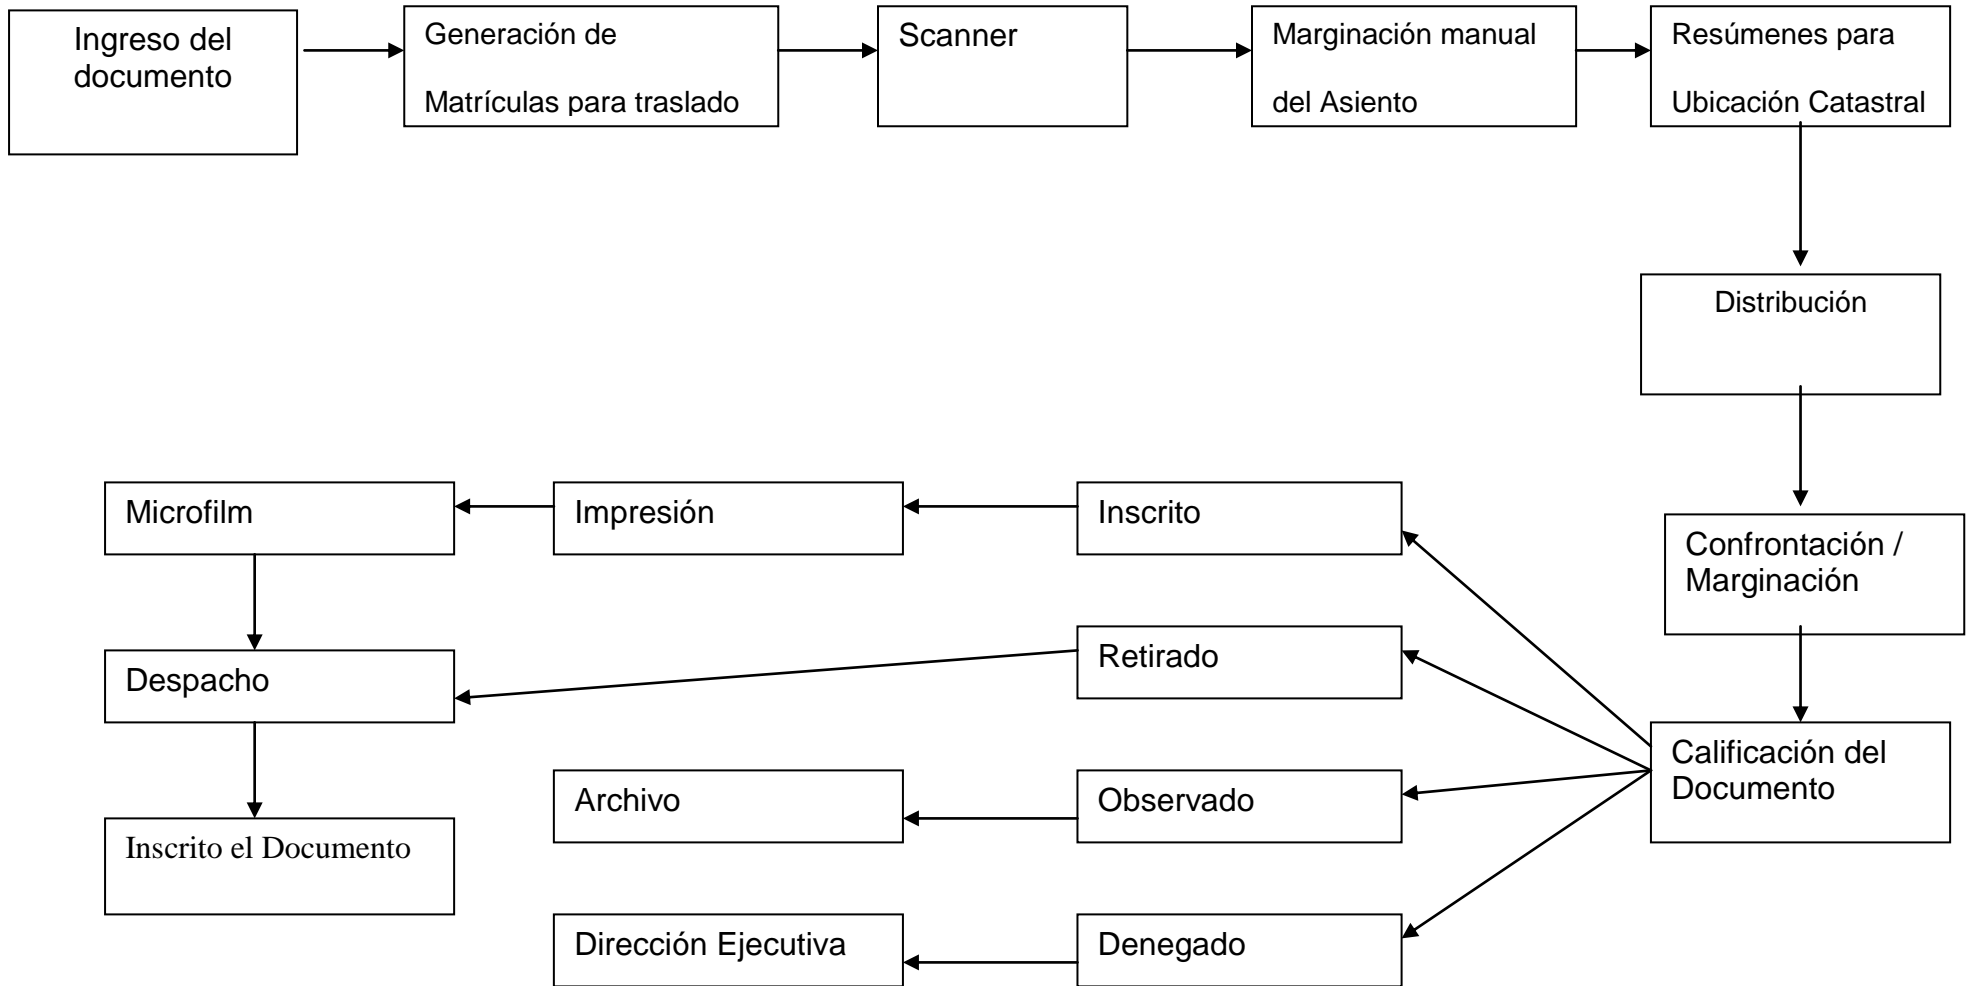 Ingreso del
documento
Generación de
Matrículas para traslado
Scanner
Marginación manual
del Asiento
Resúmenes para
Ubicación Catastral
Distribución
Confrontación /
Marginación
Calificación del
Documento
Inscrito
Impresión
Microfilm
Retirado
Despacho
Observado
Archivo
Inscrito el Documento
Denegado
Dirección Ejecutiva